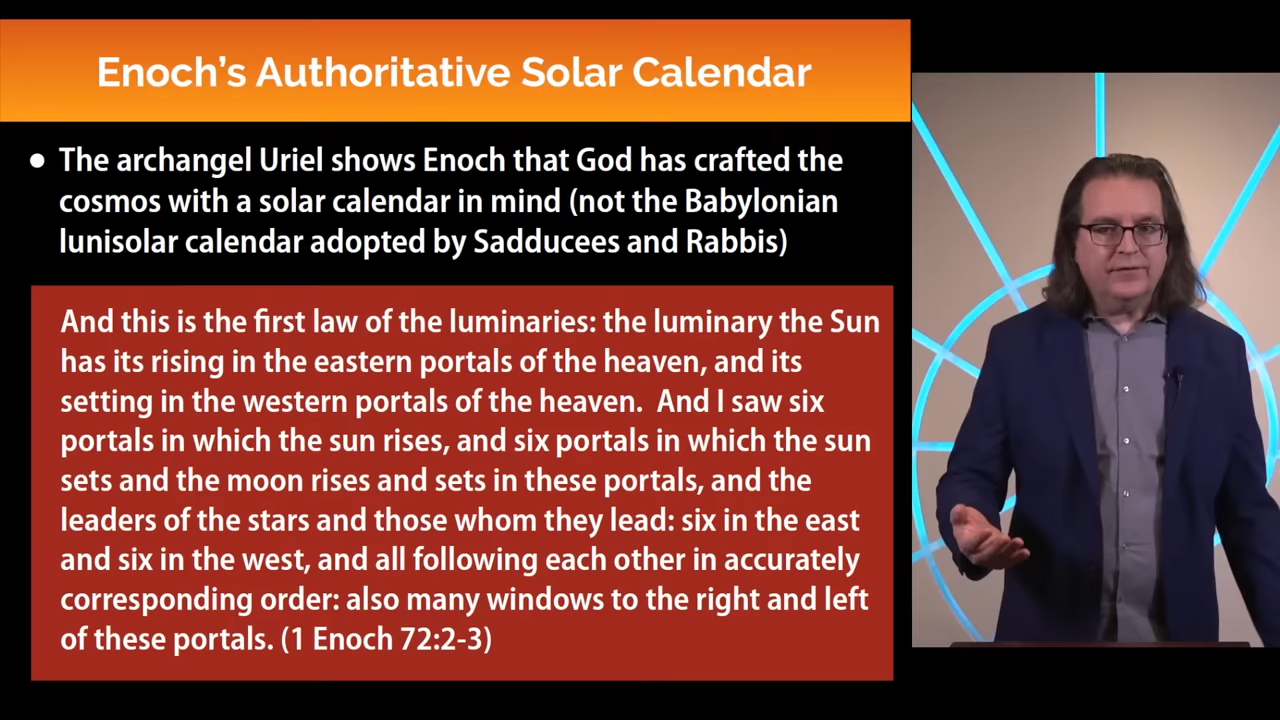 Enoch's Authoritative Solar Calendar
● The archangel Uriel shows Enoch that God has crafted the
cosmos with a solar calendar in mind (not the Babylonian
lunisolar calendar adopted by Sadducees and Rabbis)
And this is the first law of the luminaries: the luminary the Sun
has its rising in the eastern portals of the heaven, and its
setting in the western portals of the heaven.  And I saw six
portals in which the sun rises, and six portals in which the sun
sets and the moon rises and sets in these portals, and the
leaders of the stars and those whom they lead: six in the east
and six in the west, and all following each other in accurately
corresponding order: also many windows to the right and left
of these portals. (1 Enoch 72:2-3)